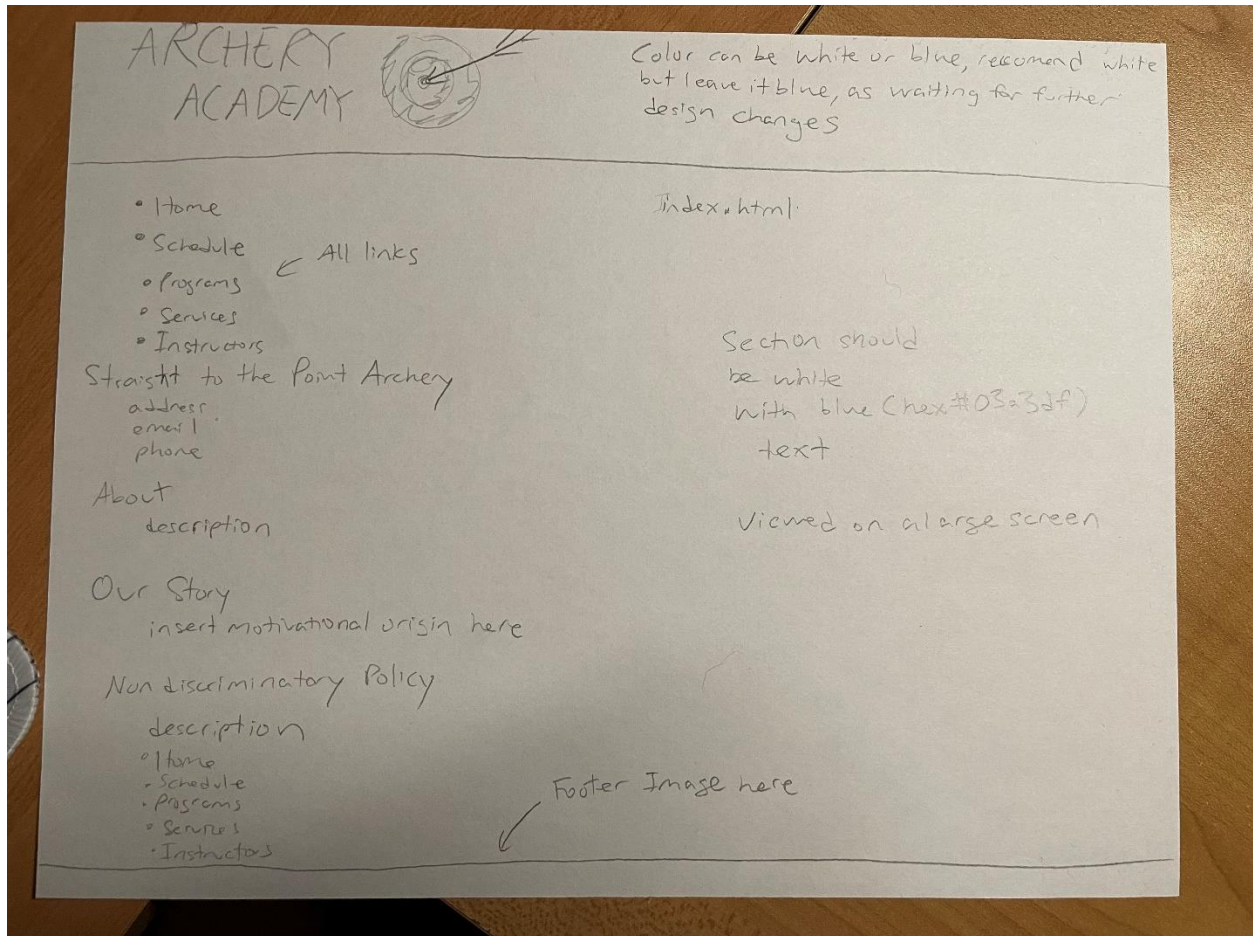 ARCHERY
ACADEMY
Color can be white or blue, reccomend white
but leave it blue, as waiting for further
design changes
Index.html
• Home
• Schedule
• Programs
• Services
• Instructors
All links
Straight to the Point Archery
address
email
phone
Section should
be white
with blue (hex#03a3df)
text
About
description
Viewed on a large screen
Our Story
insert motivational origin here
Non discriminatory Policy
description
• Home
• Schedule
• Programs
• Services
• Instructors
Footer Image here